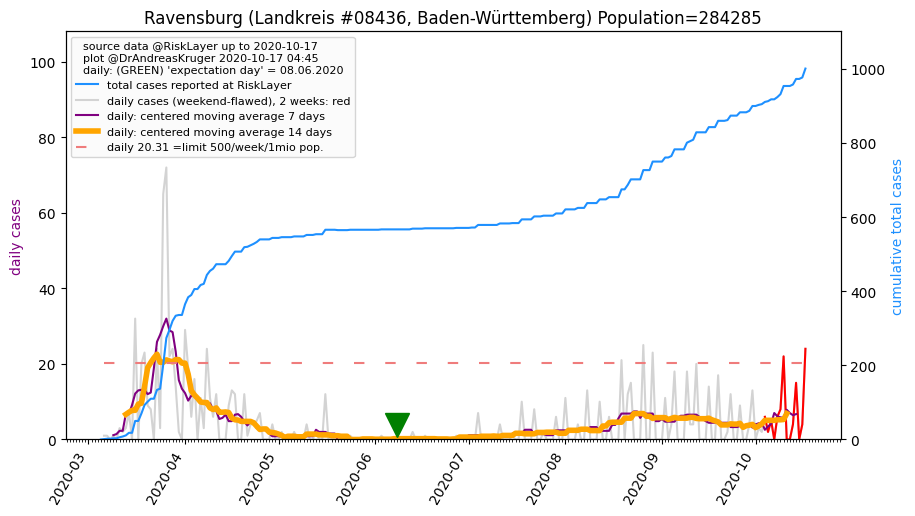 Ravensburg (Landkreis #08436, Baden-Württemberg) Population=284285
source data @RiskLayer up to 2020-10-17
plot @DrAndreasKruger 2020-10-17 04:45
daily: (GREEN) 'expectation day' = 08.06.2020
total cases reported at RiskLayer
daily cases (weekend-flawed), 2 weeks: red
daily: centered moving average 7 days
daily: centered moving average 14 days
daily 20.31 =limit 500/week/1mio pop.
daily cases
100
80
60
40
20
0
cumulative total cases
1000
800
600
400
200
0
2020-03
2020-04
2020-05
2020-06
2020-07
2020-08
2020-09
2020-10